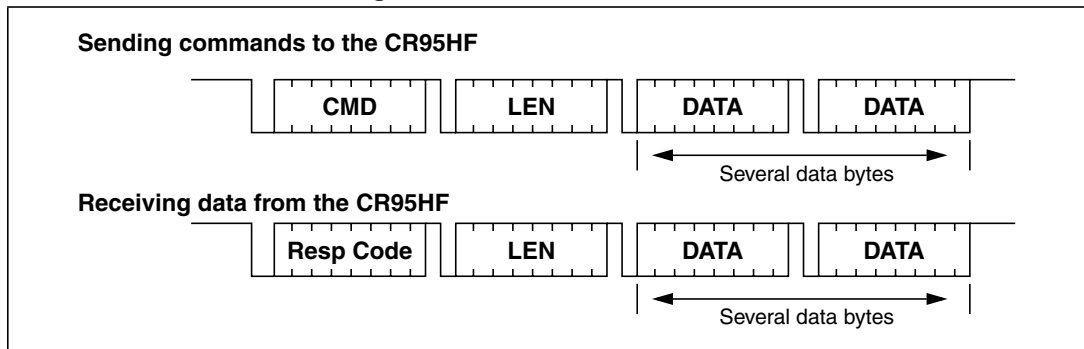 Sending commands to the CR95HF
CMD LEN DATA DATA
Several data bytes
Receiving data from the CR95HF
Resp Code LEN DATA DATA
Several data bytes